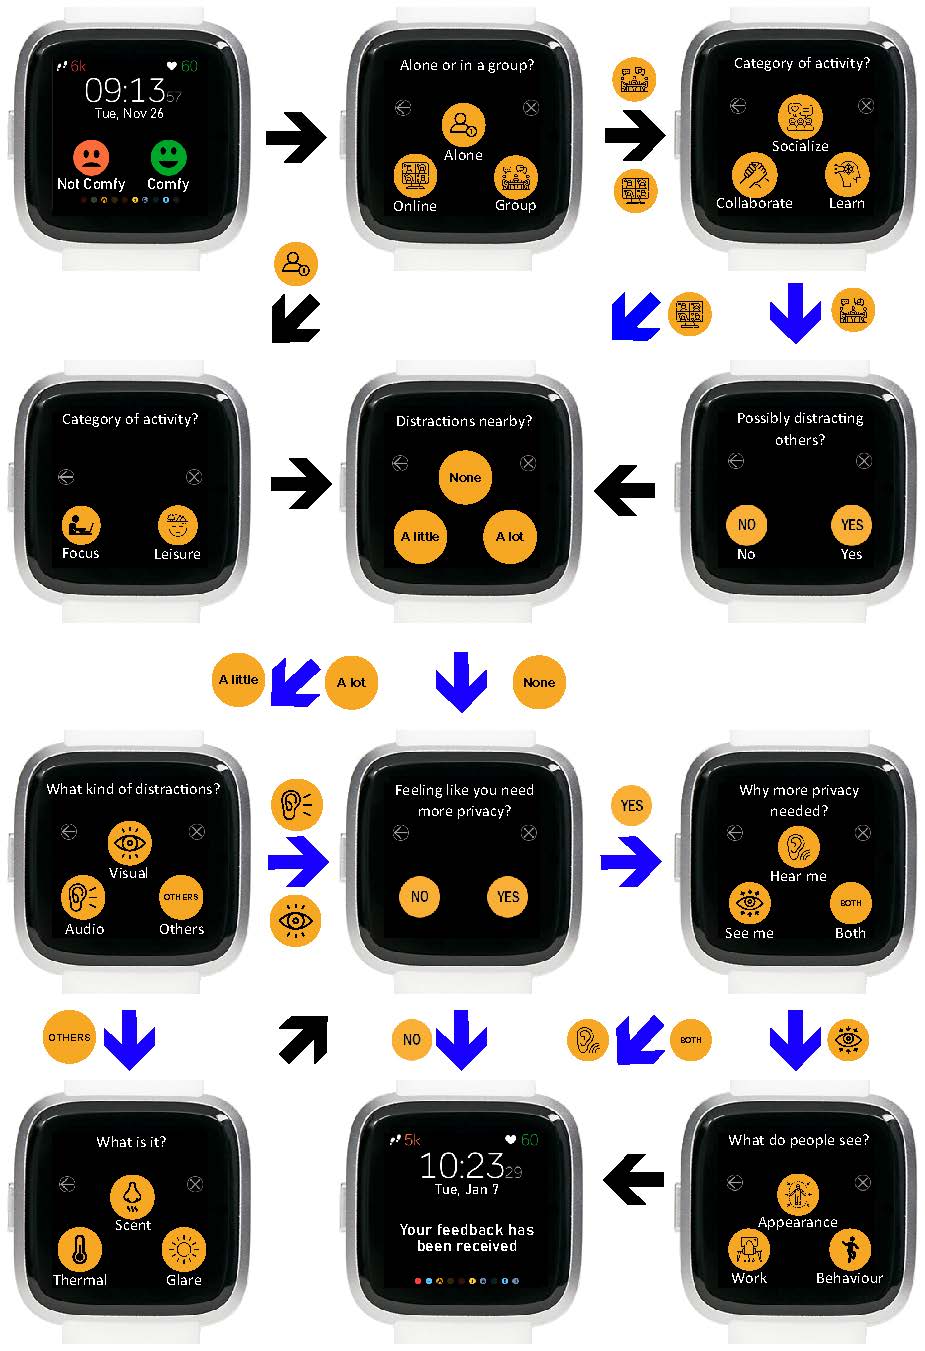 6k
60
09:13 57
Tue, Nov 26
Not Comfy
Comfy
Alone or in a group?
Alone
Online
Group
Category of activity?
Socialize
Collaborate
Learn
Category of activity?
Focus
Leisure
Distractions nearby?
None
A little
A lot
Possibly distracting
others?
NO
YES
No
Yes
A little
A lot
None
What kind of distractions?
Visual
OTHERS
Audio
Others
Feeling like you need
more privacy?
NO
YES
YES
Why more privacy
needed?
Hear me
BOTH
See me
Both
OTHERS
NO
BOTH
What is it?
Scent
Thermal
Glare
5k
60
10:23 29
Tue, Jan 7
Your feedback has
been received
What do people see?
Appearance
Work
Behaviour